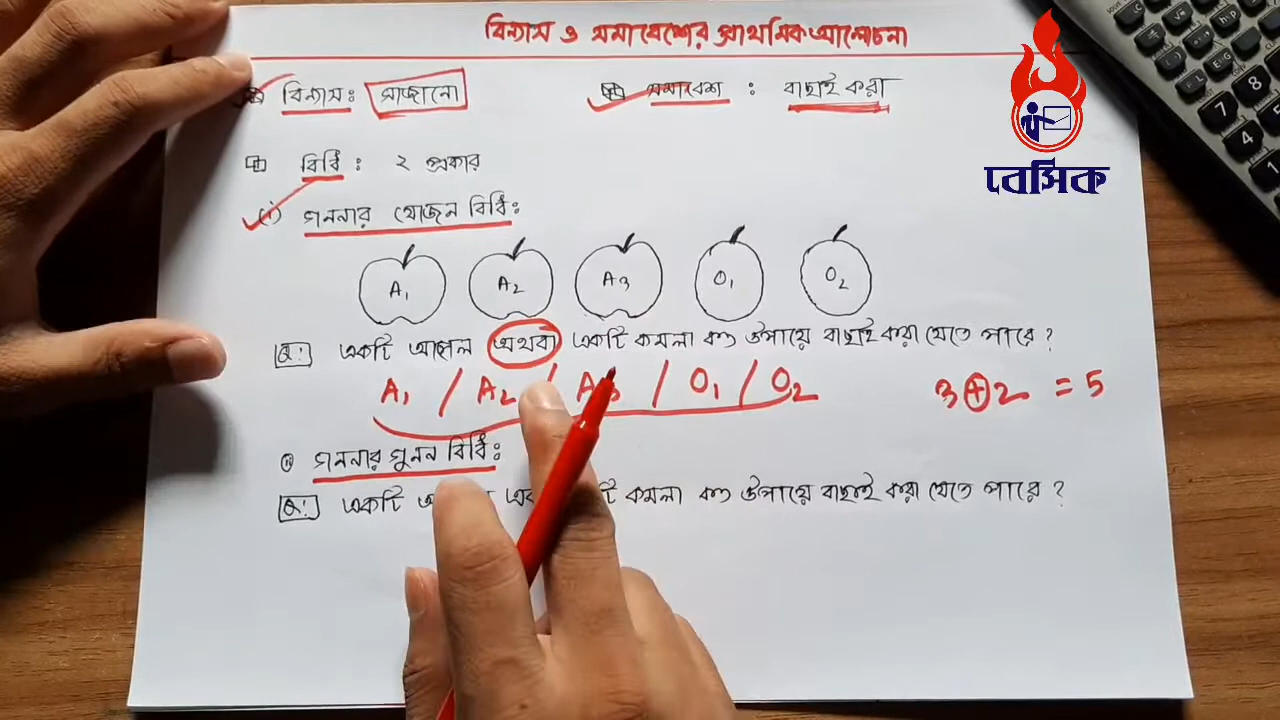 বিন্যাস ও সমাবেশের প্রাথমিক আলোচনা
বিন্যাস: সাজানো
সমাবেশ : বাছাই করা
বিধি : ২ প্রকার
(i) গননার যোজন বিধি:
A₁ A₂ A₃ O₁ O₂
একটি আপেল অথবা একটি কমলা কত উপায়ে বাছাই করা যেতে পারে ?
A₁ / A₂ / A₃ / O₁ / O₂ 3+2 = 5
গননার গুনন বিধি:
একটি কমলা কত উপায়ে বাছাই করা যেতে পারে ?
বেসিক